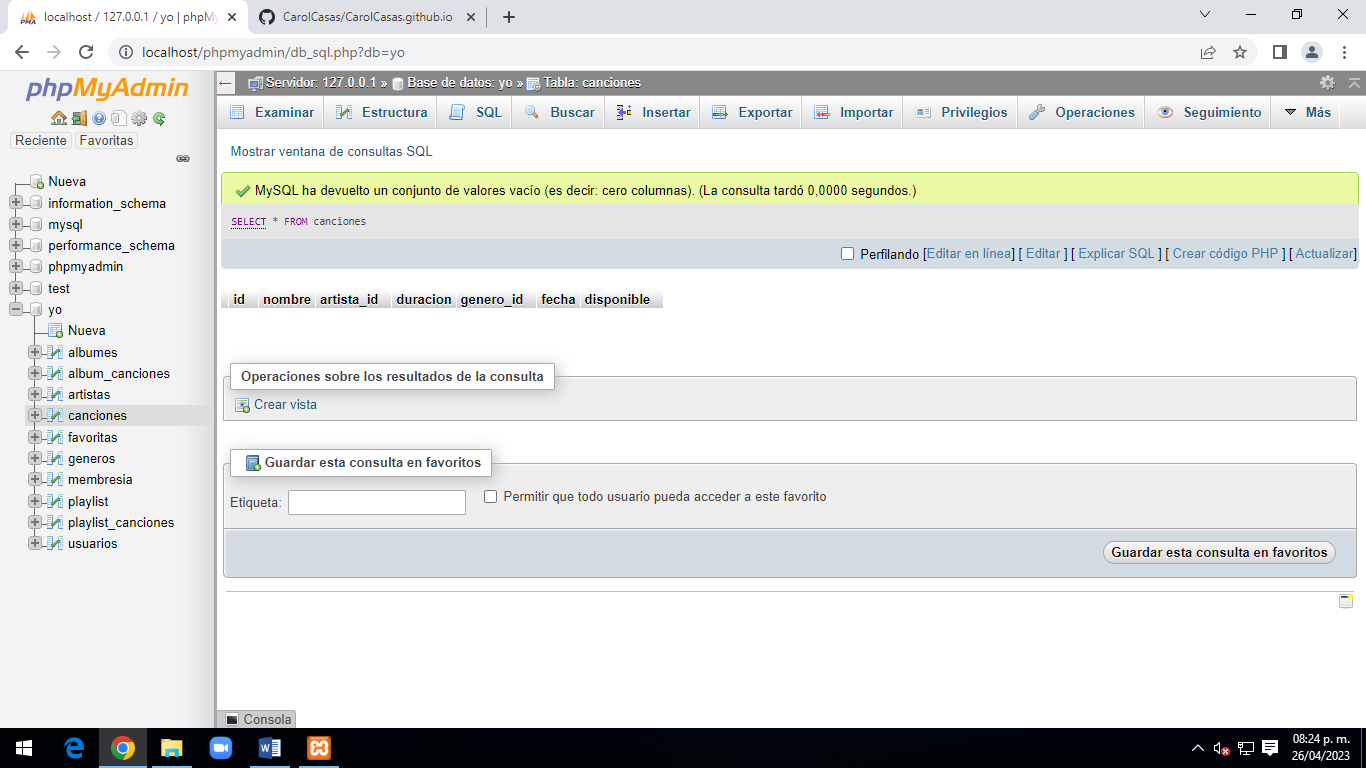 localhost / 127.0.0.1 / yo | phpMy
CarolCasas/CarolCasas.github.io
localhost/phpmyadmin/db_sql.php?db=yo
phpMyAdmin
Reciente Favoritas
Nueva
information_schema
mysql
performance_schema
phpmyadmin
test
yo
Nueva
albumes
album_canciones
artistas
canciones
favoritas
generos
membresia
playlist
playlist_canciones
usuarios
Servidor: 127.0.0.1 » Base de datos: yo » Tabla: canciones
Examinar Estructura SQL Buscar Insertar Exportar Importar Privilegios Operaciones Seguimiento Más
Mostrar ventana de consultas SQL
MySQL ha devuelto un conjunto de valores vacío (es decir: cero columnas). (La consulta tardó 0,0000 segundos.)
SELECT * FROM canciones
Perfilando [Editar en línea] [ Editar ] [ Explicar SQL ] [ Crear código PHP ] [ Actualizar]
id nombre artista_id duracion genero_id fecha disponible
Operaciones sobre los resultados de la consulta
Crear vista
Guardar esta consulta en favoritos
Etiqueta: Permitir que todo usuario pueda acceder a este favorito
Guardar esta consulta en favoritos
Consola
08:24 p. m.
26/04/2023